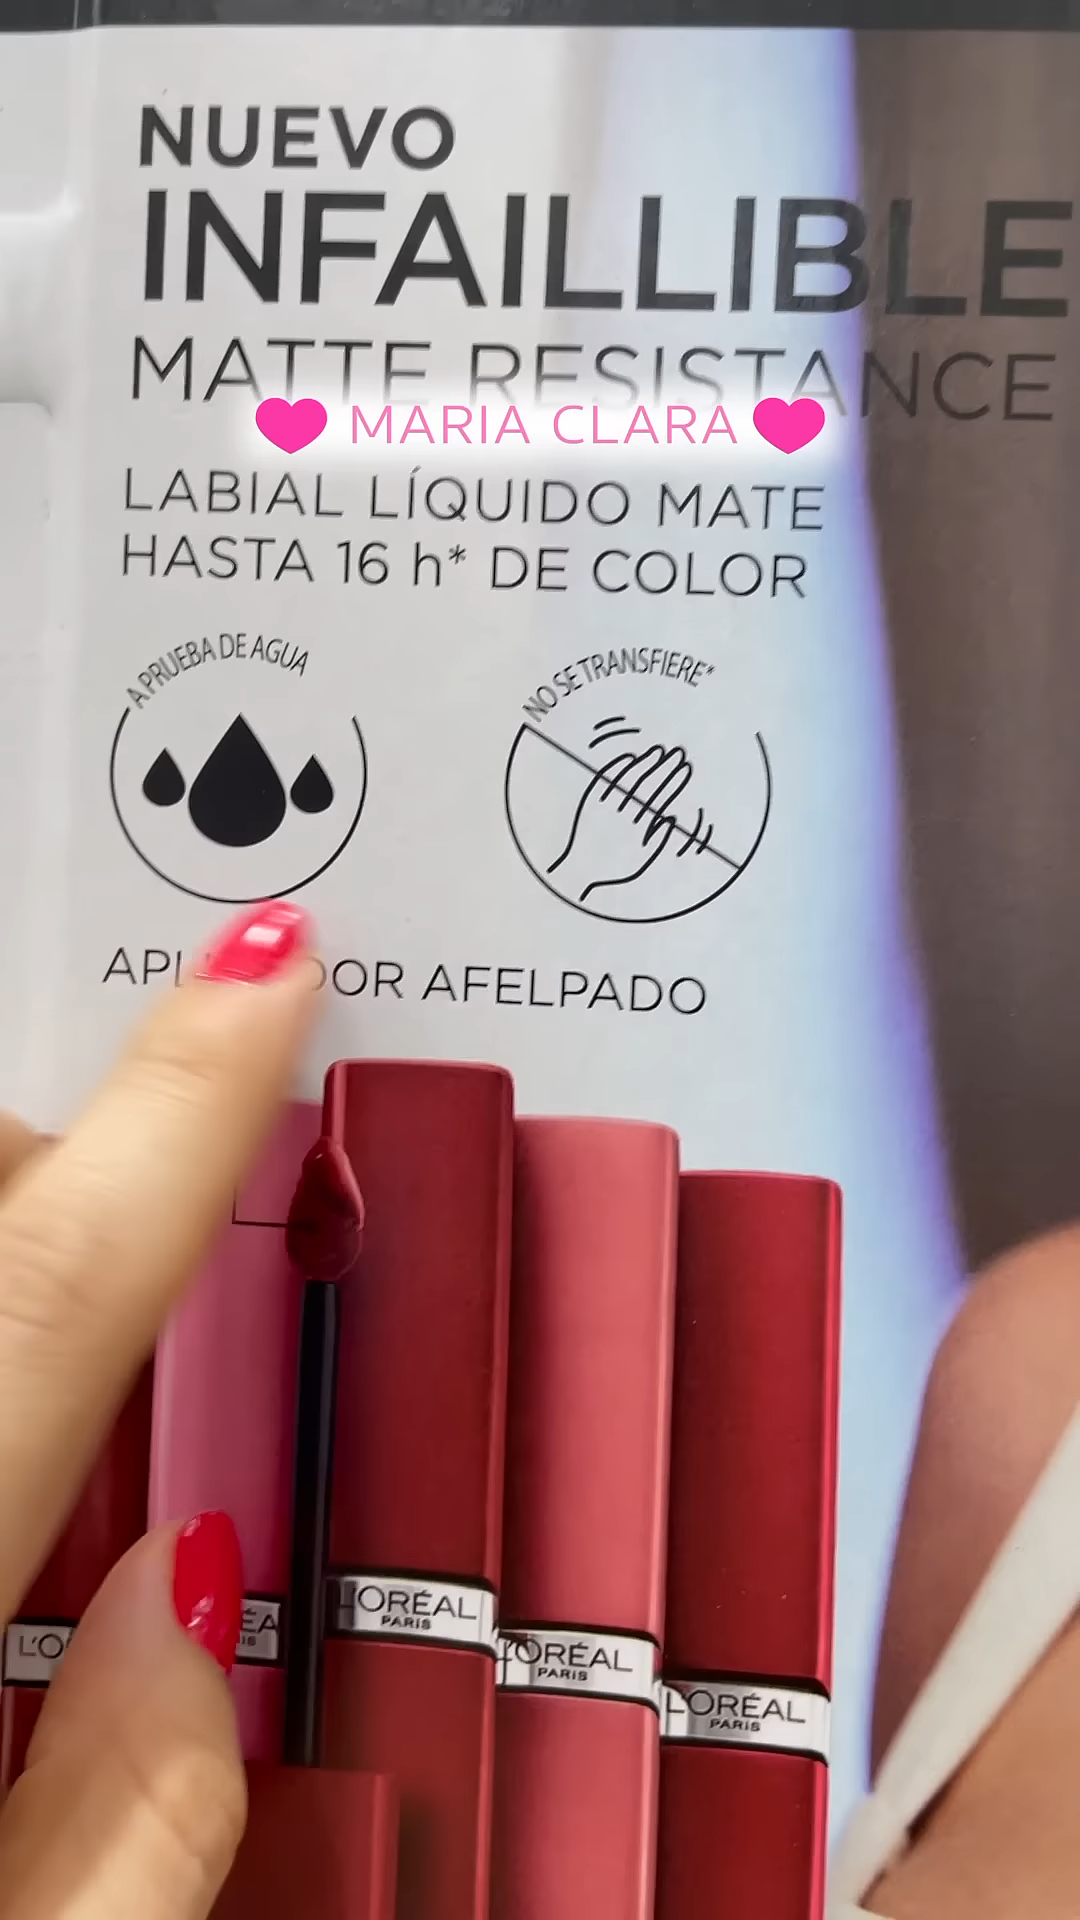 NUEVO
INFAILLIBLE
MATTE RESISTANCE
MARIA CLARA
LABIAL LÍQUIDO MATE
HASTA 16 h* DE COLOR
A PRUEBA DE AGUA
NO SE TRANSFIERE*
AFELPADO
L'ORÉAL
PARIS
L'ORÉAL
PARIS
L'ORÉAL
PARIS